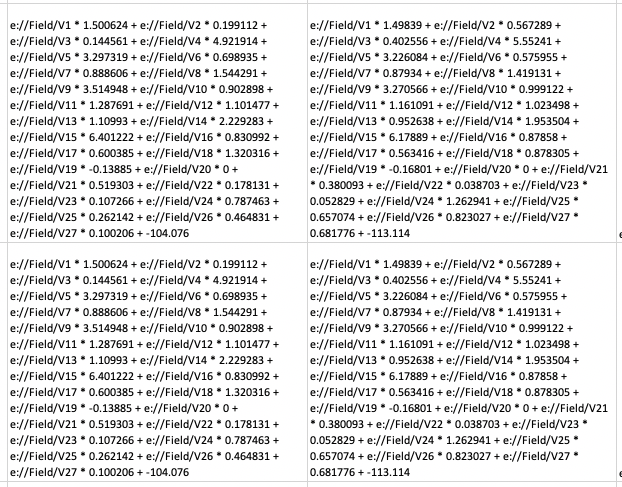 e://Field/V1 * 1.500624 + e://Field/V2 * 0.199112 +
e://Field/V3 * 0.144561 + e://Field/V4 * 4.921914 +
e://Field/V5 * 3.297319 + e://Field/V6 * 0.698935 +
e://Field/V7 * 0.888606 + e://Field/V8 * 1.544291 +
e://Field/V9 * 3.514948 + e://Field/V10 * 0.902898 +
e://Field/V11 * 1.287691 + e://Field/V12 * 1.101477 +
e://Field/V13 * 1.10993 + e://Field/V14 * 2.229283 +
e://Field/V15 * 6.401222 + e://Field/V16 * 0.830992 +
e://Field/V17 * 0.600385 + e://Field/V18 * 1.320316 +
e://Field/V19 * -0.13885 + e://Field/V20 * 0 +
e://Field/V21 * 0.519303 + e://Field/V22 * 0.178131 +
e://Field/V23 * 0.107266 + e://Field/V24 * 0.787463 +
e://Field/V25 * 0.262142 + e://Field/V26 * 0.464831 +
e://Field/V27 * 0.100206 + -104.076
e://Field/V1 * 1.49839 + e://Field/V2 * 0.567289 +
e://Field/V3 * 0.402556 + e://Field/V4 * 5.55241 +
e://Field/V5 * 3.226084 + e://Field/V6 * 0.575955 +
e://Field/V7 * 0.87934 + e://Field/V8 * 1.419131 +
e://Field/V9 * 3.270566 + e://Field/V10 * 0.999122 +
e://Field/V11 * 1.161091 + e://Field/V12 * 1.023498 +
e://Field/V13 * 0.952638 + e://Field/V14 * 1.953504 +
e://Field/V15 * 6.17889 + e://Field/V16 * 0.87858 +
e://Field/V17 * 0.563416 + e://Field/V18 * 0.878305 +
e://Field/V19 * -0.16801 + e://Field/V20 * 0 + e://Field/V21
* 0.380093 + e://Field/V22 * 0.038703 + e://Field/V23 *
0.052829 + e://Field/V24 * 1.262941 + e://Field/V25 *
0.657074 + e://Field/V26 * 0.823027 + e://Field/V27 *
0.681776 + -113.114
e
e://Field/V1 * 1.500624 + e://Field/V2 * 0.199112 +
e://Field/V3 * 0.144561 + e://Field/V4 * 4.921914 +
e://Field/V5 * 3.297319 + e://Field/V6 * 0.698935 +
e://Field/V7 * 0.888606 + e://Field/V8 * 1.544291 +
e://Field/V9 * 3.514948 + e://Field/V10 * 0.902898 +
e://Field/V11 * 1.287691 + e://Field/V12 * 1.101477 +
e://Field/V13 * 1.10993 + e://Field/V14 * 2.229283 +
e://Field/V15 * 6.401222 + e://Field/V16 * 0.830992 +
e://Field/V17 * 0.600385 + e://Field/V18 * 1.320316 +
e://Field/V19 * -0.13885 + e://Field/V20 * 0 +
e://Field/V21 * 0.519303 + e://Field/V22 * 0.178131 +
e://Field/V23 * 0.107266 + e://Field/V24 * 0.787463 +
e://Field/V25 * 0.262142 + e://Field/V26 * 0.464831 +
e://Field/V27 * 0.100206 + -104.076
e://Field/V1 * 1.49839 + e://Field/V2 * 0.567289 +
e://Field/V3 * 0.402556 + e://Field/V4 * 5.55241 +
e://Field/V5 * 3.226084 + e://Field/V6 * 0.575955 +
e://Field/V7 * 0.87934 + e://Field/V8 * 1.419131 +
e://Field/V9 * 3.270566 + e://Field/V10 * 0.999122 +
e://Field/V11 * 1.161091 + e://Field/V12 * 1.023498 +
e://Field/V13 * 0.952638 + e://Field/V14 * 1.953504 +
e://Field/V15 * 6.17889 + e://Field/V16 * 0.87858 +
e://Field/V17 * 0.563416 + e://Field/V18 * 0.878305 +
e://Field/V19 * -0.16801 + e://Field/V20 * 0 + e://Field/V21
* 0.380093 + e://Field/V22 * 0.038703 + e://Field/V23 *
0.052829 + e://Field/V24 * 1.262941 + e://Field/V25 *
0.657074 + e://Field/V26 * 0.823027 + e://Field/V27 *
0.681776 + -113.114
e